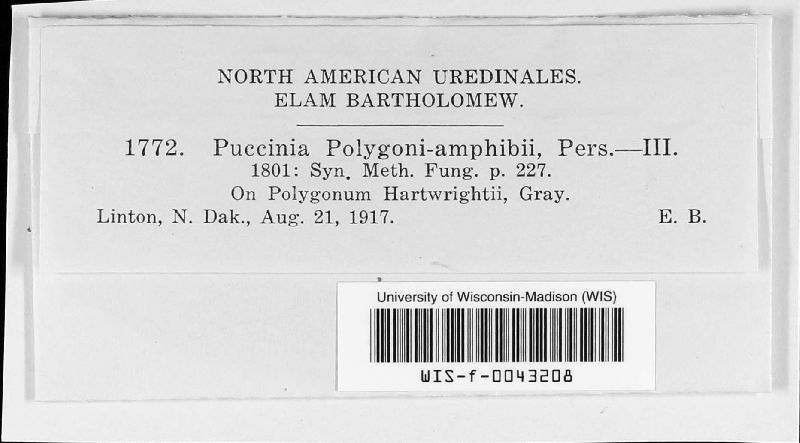 NORTH AMERICAN UREDINALES.
ELAM BARTHOLOMEW.
1772. Puccinia Polygoni-amphibii, Pers.—III.
1801: Syn. Meth. Fung. p. 227.
On Polygonum Hartwrightii, Gray.
Linton, N. Dak., Aug. 21, 1917. E. B.
University of Wisconsin-Madison (WIS)
WIS-f-0043208